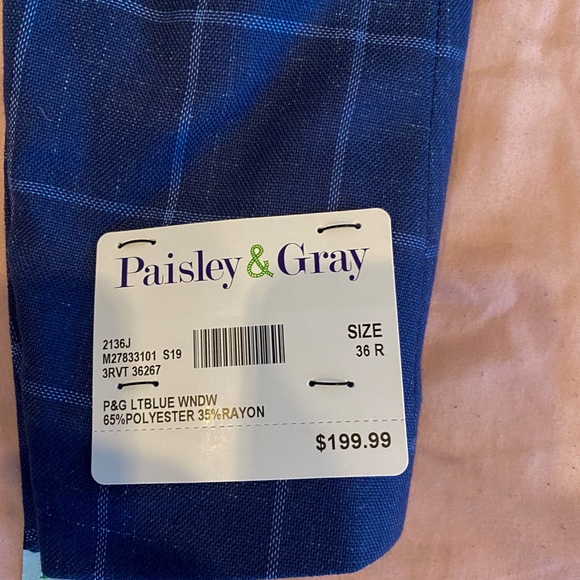 Paisley & Gray
2136J
M27833101 S19
3RVT 36267
SIZE
36 R
P&G LTBLUE WNDW
65%POLYESTER 35%RAYON
$199.99